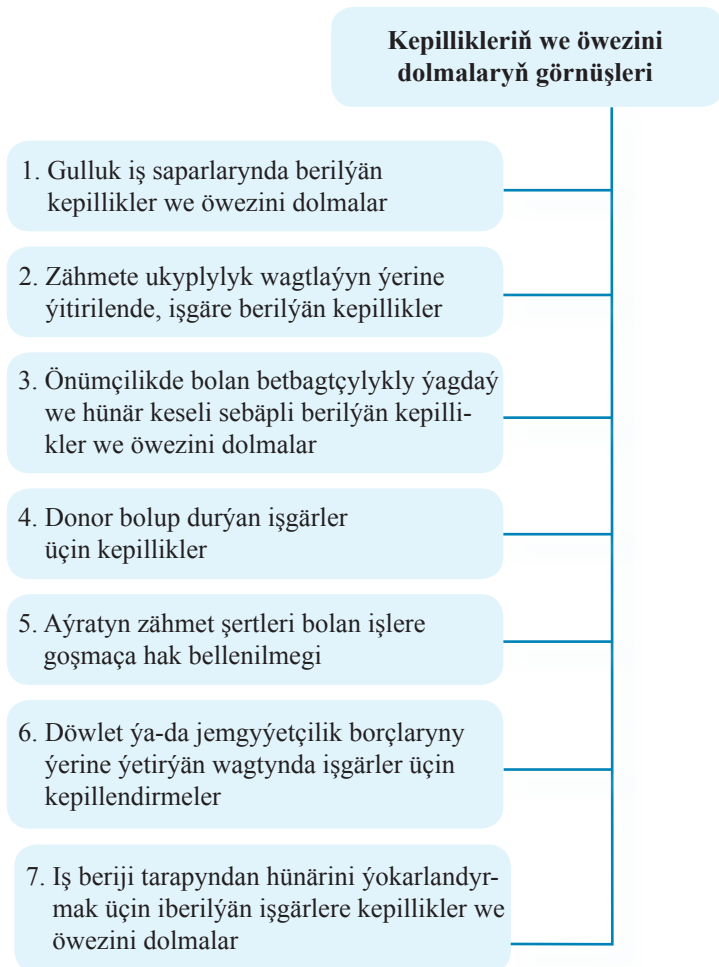 Kepillikleriň we öwezini
dolmalaryň görnüşleri
1. Gulluk iş saparlarynda berilýän
kepillikler we öwezini dolmalar
2. Zähmete ukyplylyk wagtlaýyn ýerine
ýitirilende, işgäre berilýän kepillikler
3. Önümçilikde bolan betbagtçylykly ýagdaý
we hünär keseli sebäpli berilýän kepilli-
kler we öwezini dolmalar
4. Donor bolup durýan işgärler
üçin kepillikler
5. Aýratyn zähmet şertleri bolan işlere
goşmaça hak bellenilmegi
6. Döwlet ýa-da jemgyýetçilik borçlaryny
ýerine ýetirýän wagtynda işgärler üçin
kepillendirmeler
7. Iş beriji tarapyndan hünärini ýokarlandyr-
mak üçin iberilýän işgärlere kepillikler we
öwezini dolmalar